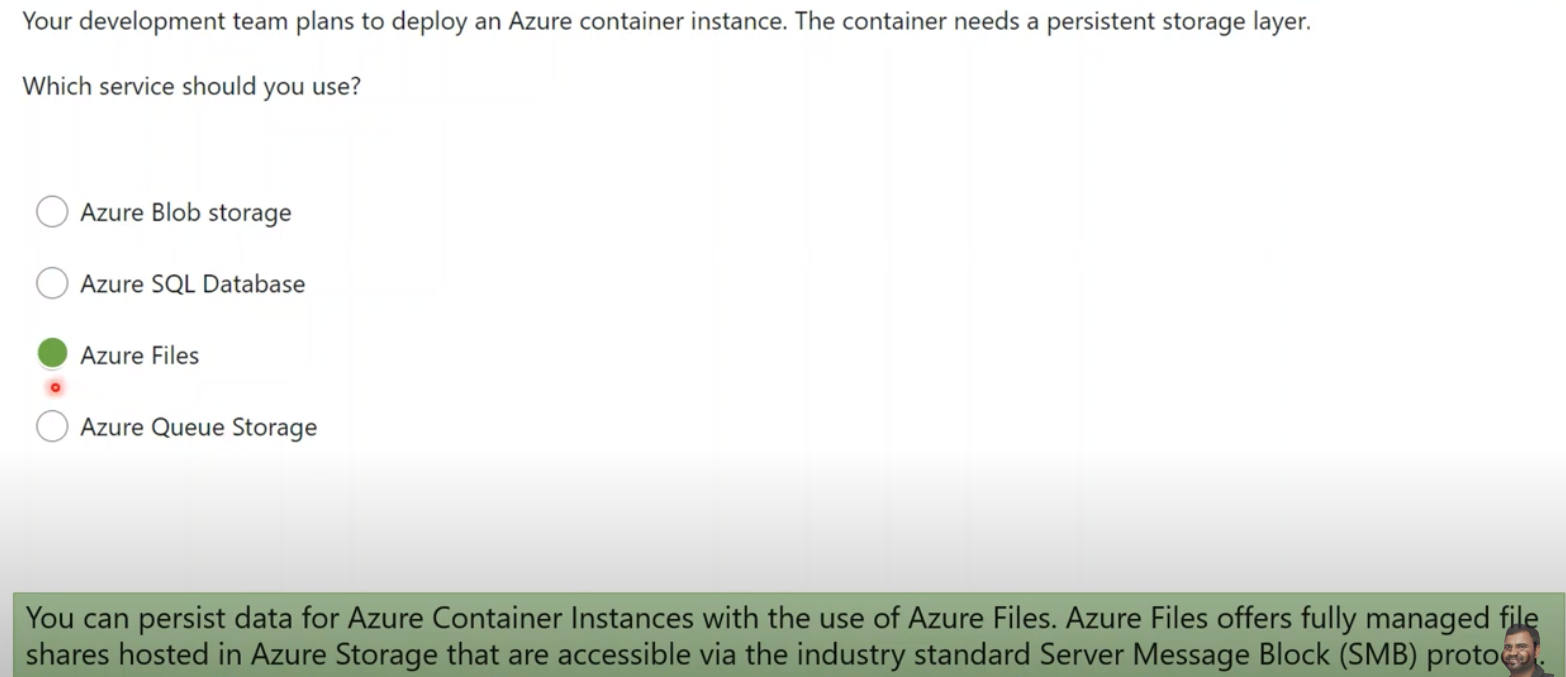 Your development team plans to deploy an Azure container instance. The container needs a persistent storage layer.
Which service should you use?
Azure Blob storage
Azure SQL Database
Azure Files
Azure Queue Storage
You can persist data for Azure Container Instances with the use of Azure Files. Azure Files offers fully managed file
shares hosted in Azure Storage that are accessible via the industry standard Server Message Block (SMB)